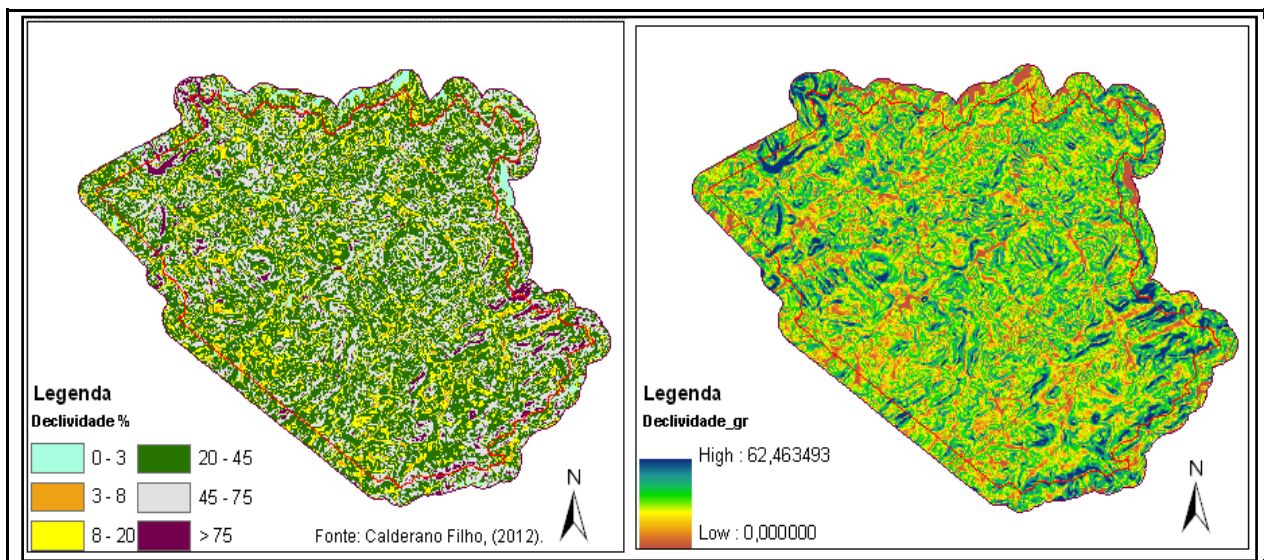 Legenda
Declividade %
0 - 3
20 - 45
3 - 8
45 - 75
8 - 20
> 75
Fonte: Calderano Filho, (2012).
N
Legenda
Declividade_gr
High : 62,463493
Low : 0,000000
N